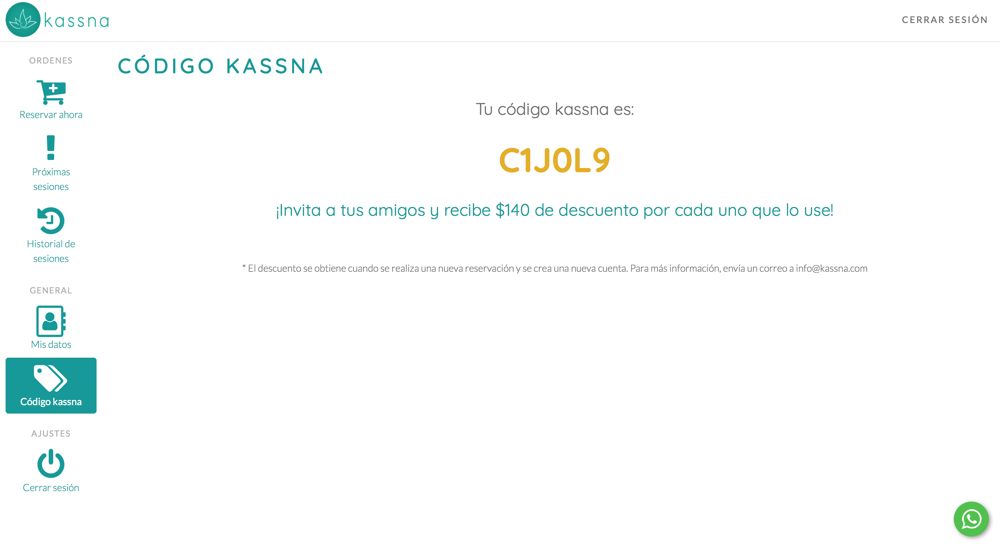 kassna
CERRAR SESIÓN
ORDENES
Reservar ahora
Próximas
sesiones
Historial de
sesiones
GENERAL
Mis datos
Código kassna
AJUSTES
Cerrar sesión
CÓDIGO KASSNA
Tu código kassna es:
C1J0L9
¡Invita a tus amigos y recibe $140 de descuento por cada uno que lo use!
* El descuento se obtiene cuando se realiza una nueva reservación y se crea una nueva cuenta. Para más información, envía un correo a info@kassna.com